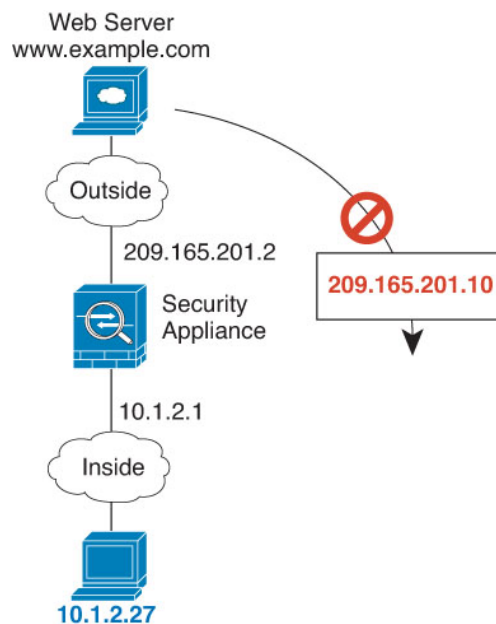 Web Server
www.example.com
Outside
209.165.201.2
209.165.201.10
Security
Appliance
10.1.2.1
Inside
10.1.2.27